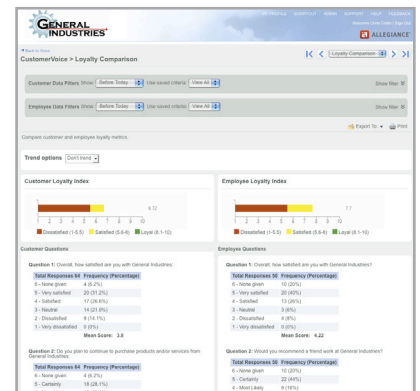 MY PROFILE SHORTCUT ADMIN SUPPORT HELP FEEDBACK
Sign Out
GENERAL
INDUSTRIES
ALLEGIANCE
Back to Store
CustomerVoice > Loyalty Comparison
Loyalty Comparison
Customer Data Filters Show: Before Today Use saved criteria: View All Show filter
Employee Data Filters Show: Before Today Use saved criteria: View All Show filter
Export To Print
Compare customer and employee loyalty metrics.
Trend options Don't trend
Customer Loyalty Index
6.72
1 2 3 4 5 6 7 8 9 10
Dissatisfied (1-5.5) Satisfied (5.6-8) Loyal (8.1-10)
Employee Loyalty Index
7.7
1 2 3 4 5 6 7 8 9 10
Dissatisfied (1-5.5) Satisfied (5.6-8) Loyal (8.1-10)
Customer Questions
Question 1: Overall, how satisfied are you with General Industries:
Total Responses 64 Frequency (Percentage)
6 - None given 4 (6.2%)
5 - Very satisfied 20 (31.2%)
4 - Satisfied 17 (26.6%)
3 - Neutral 14 (21.9%)
2 - Dissatisfied 9 (14.1%)
1 - Very dissatisfied 0 (0%)
Mean Score: 3.8
Question 2: Do you plan to continue to purchase products and/or services from
General Industries:
Total Responses 64 Frequency (Percentage)
6 - None given 4 (6.2%)
5 - Certainly 18 (28.1%)
Employee Questions
Question 1: Overall, how satisfied are you with General Industries?
Total Responses 50 Frequency (Percentage)
6 - None given 10 (20%)
5 - Very satisfied 20 (40%)
4 - Satisfied 13 (26%)
3 - Neutral 3 (6%)
2 - Dissatisfied 4 (8%)
1 - Very dissatisfied 0 (0%)
Mean Score: 4.22
Question 2: Would you recommend a friend work at General Industries?
Total Responses 50 Frequency (Percentage)
6 - None given 10 (20%)
5 - Certainly 22 (44%)
4 - Most Likely 9 (18%)